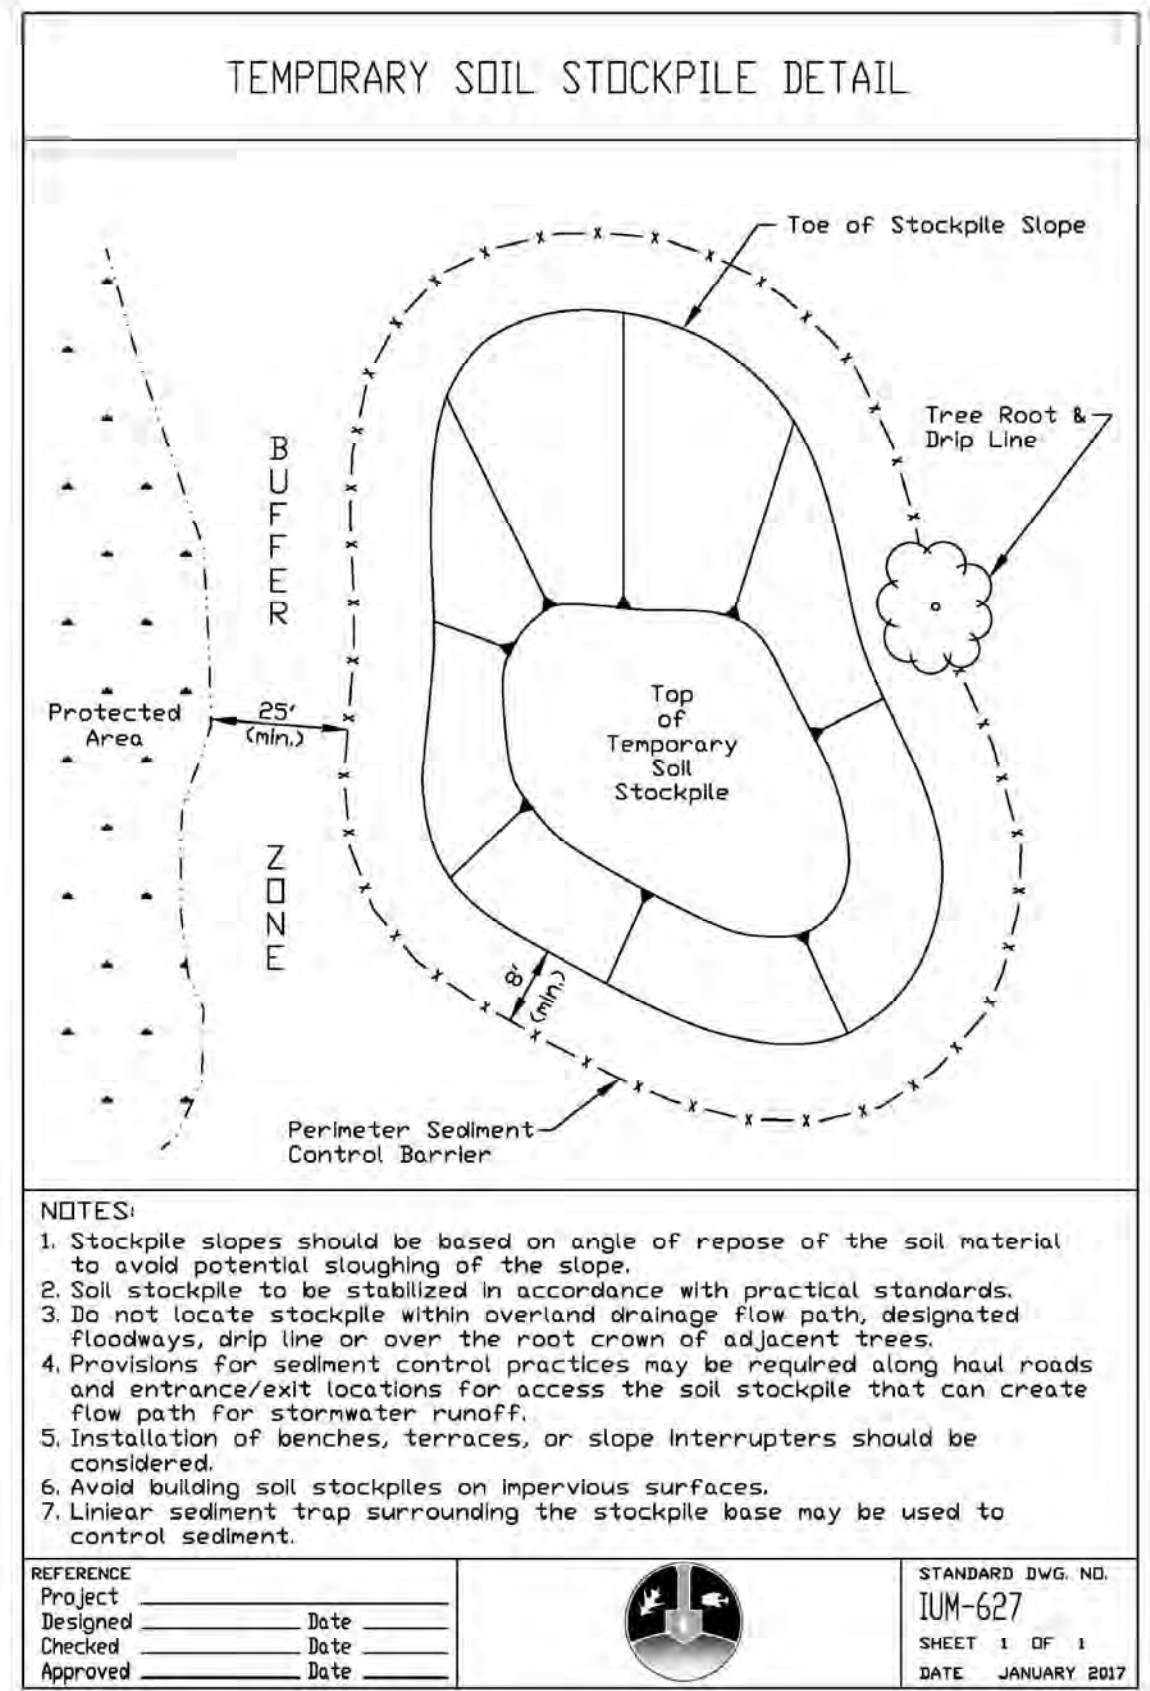 TEMPORARY SOIL STOCKPILE DETAIL
Toe of Stockpile Slope
Tree Root &
Drip Line
BUFFER
ZONE
Protected
Area
25'
(min.)
Top
of
Temporary
Soil
Stockpile
8'
(min.)
Perimeter Sediment
Control Barrier
NOTES:
1. Stockpile slopes should be based on angle of repose of the soil material
to avoid potential sloughing of the slope.
2. Soil stockpile to be stabilized in accordance with practical standards.
3. Do not locate stockpile within overland drainage flow path, designated
floodways, drip line or over the root crown of adjacent trees.
4. Provisions for sediment control practices may be required along haul roads
and entrance/exit locations for access the soil stockpile that can create
flow path for stormwater runoff.
5. Installation of benches, terraces, or slope interrupters should be
considered.
6. Avoid building soil stockpiles on impervious surfaces.
7. Liniear sediment trap surrounding the stockpile base may be used to
control sediment.
REFERENCE
Project
Designed Date
Checked Date
Approved Date
STANDARD DWG. NO.
IUM-627
SHEET 1 OF 1
DATE JANUARY 2017